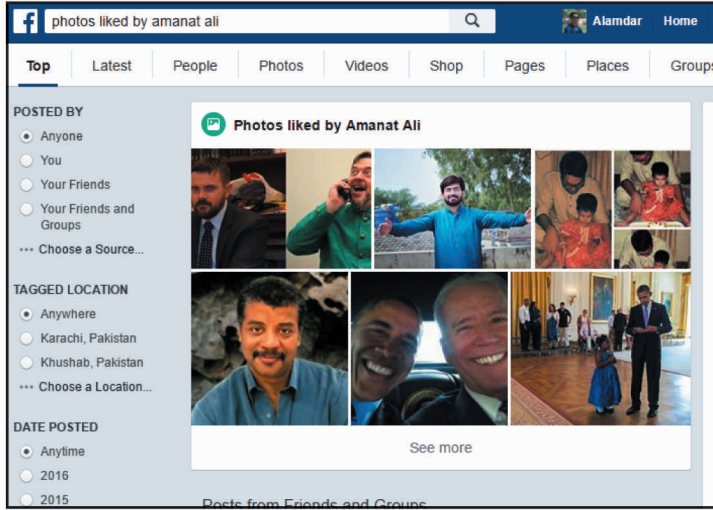 f photos liked by amanat ali Alamdar Home
Top Latest People Photos Videos Shop Pages Places Groups
POSTED BY
Anyone
You
Your Friends
Your Friends and
Groups
Choose a Source...
TAGGED LOCATION
Anywhere
Karachi, Pakistan
Khushab, Pakistan
Choose a Location...
DATE POSTED
Anytime
2016
2015
Photos liked by Amanat Ali
See more
Posts from Friends and Groups